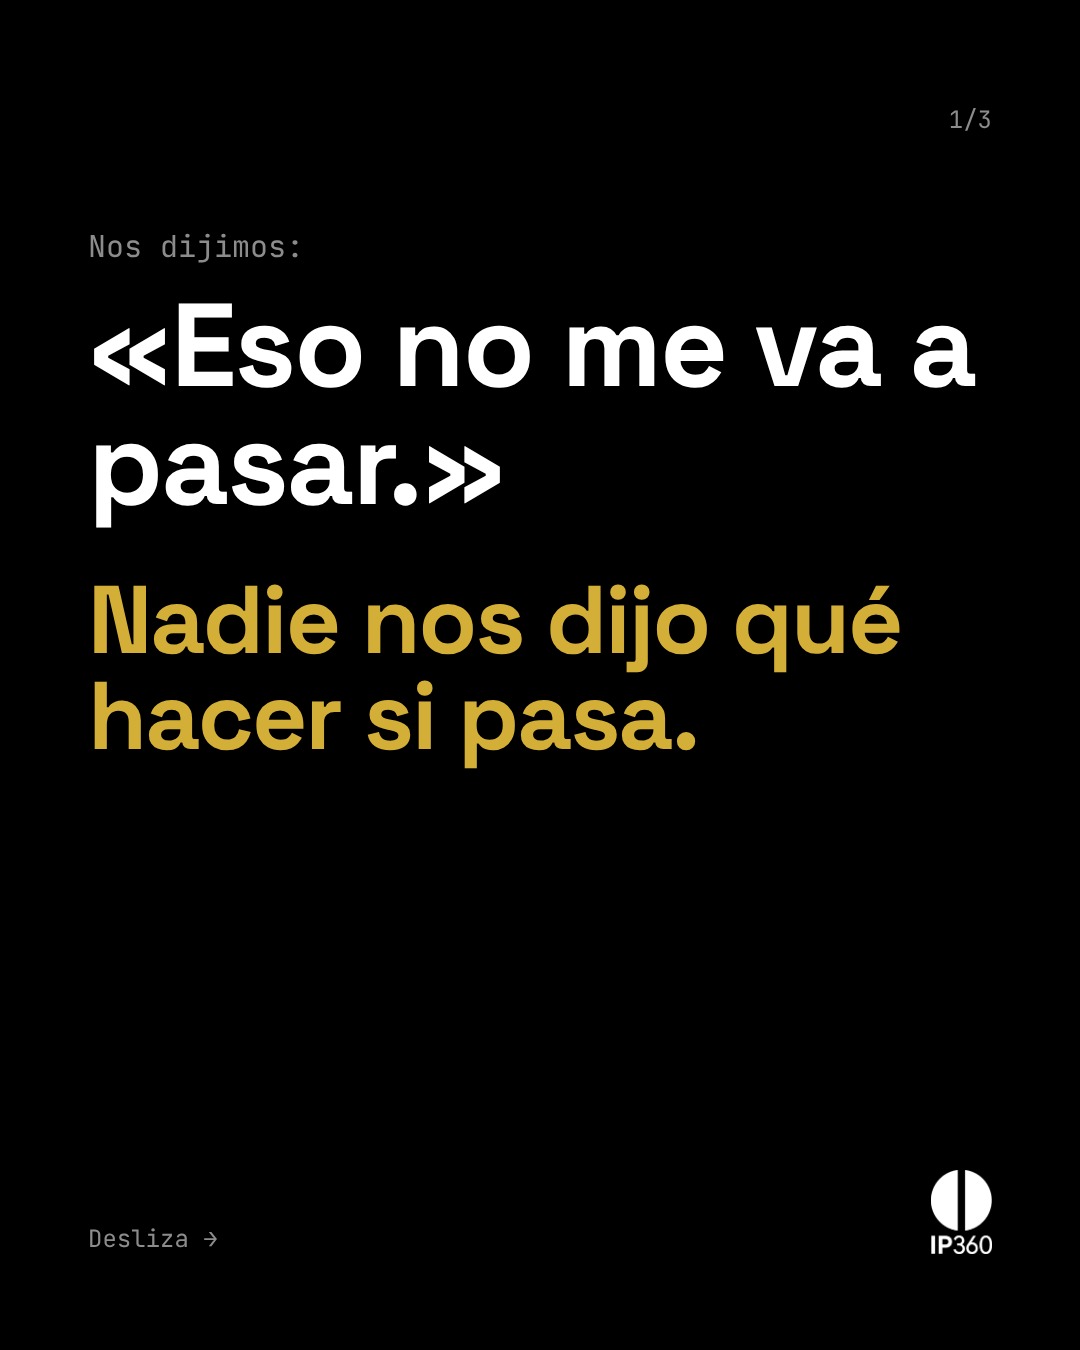 1/3
Nos dijimos:
«Eso no me va a
pasar.»
Nadie nos dijo qué
hacer si pasa.
Desliza →
IP360